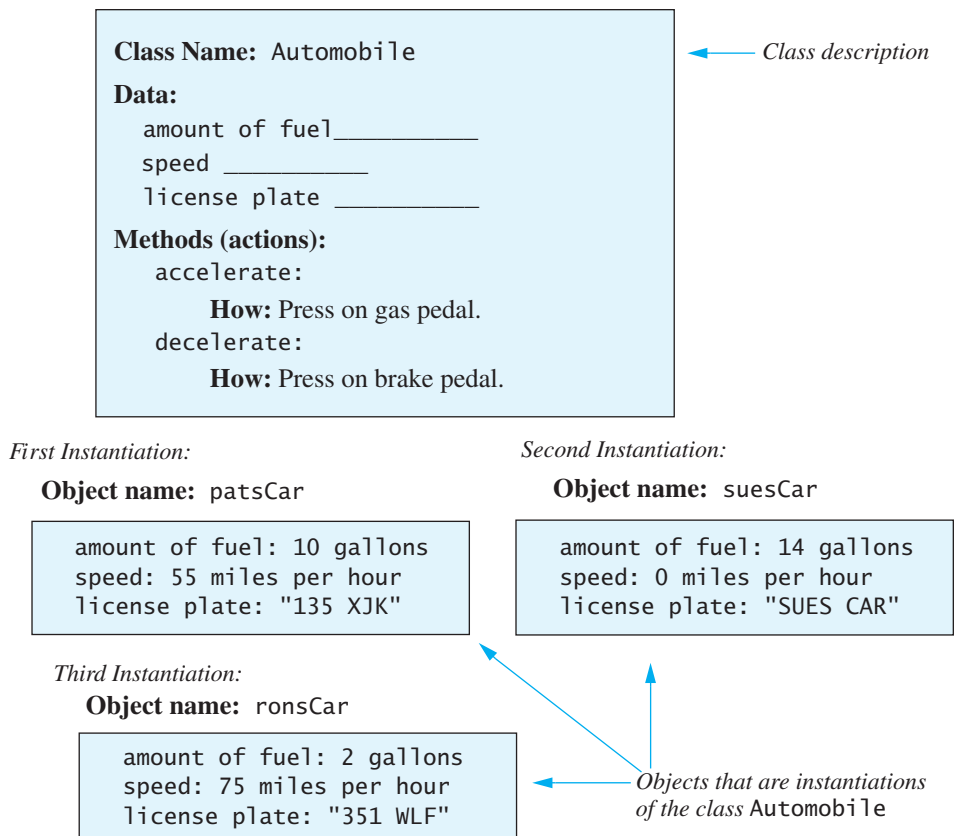 Class Name: Automobile
Class description
Data:
amount of fuel__________
speed __________
license plate __________
Methods (actions):
accelerate:
How: Press on gas pedal.
decelerate:
How: Press on brake pedal.
First Instantiation:
Object name: patsCar
amount of fuel: 10 gallons
speed: 55 miles per hour
license plate: "135 XJK"
Second Instantiation:
Object name: suesCar
amount of fuel: 14 gallons
speed: 0 miles per hour
license plate: "SUES CAR"
Third Instantiation:
Object name: ronsCar
amount of fuel: 2 gallons
speed: 75 miles per hour
license plate: "351 WLF"
Objects that are instantiations
of the class Automobile